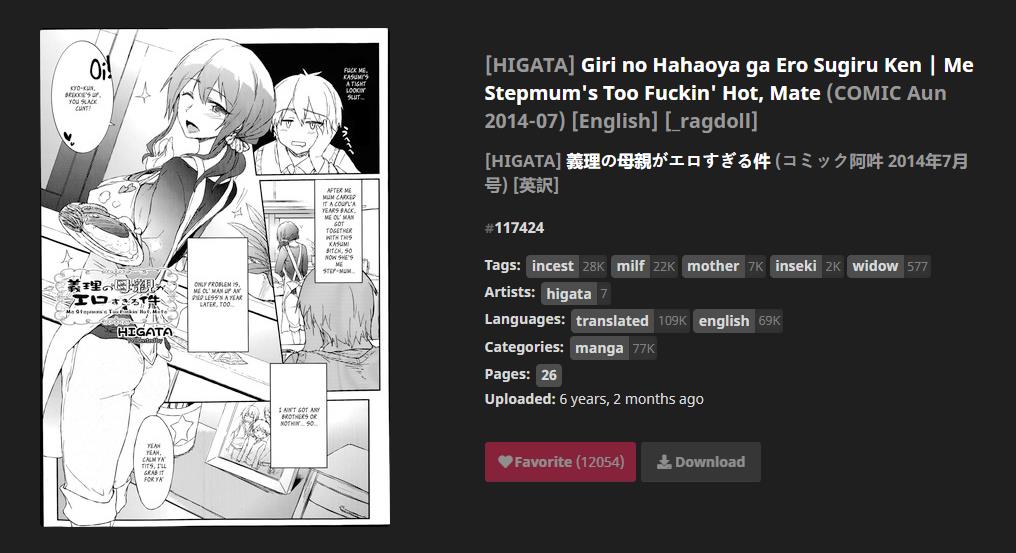 Oi!
KYO-KUN,
BREKKIE'S UP,
YOU SLACK
CUNT!
FUCK ME,
KASUMI'S
A TIGHT
LOOKIN'
SLUT...
AFTER ME
MUM CARKED
IT A COUPL'A
YEARS BACK,
ME OL' MAN
GOT
TOGETHER
WITH THIS
KASUMI
BITCH, SO
NOW SHE'S
ME
STEP-MUM...
ONLY PROBLEM IS,
ME OL' MAN UP AN'
DIED LESS'N A YEAR
LATER, TOO...
義理の母親が
エロすぎる件
Me Stepmum's Too Fuckin' Hot, Mate
HIGATA
I AIN'T GOT ANY
BROTHERS OR
NOTHIN'... SO...
YEAH
YEAH,
CALM YA'
TITS, I'LL
GRAB IT
FOR YA'
[HIGATA] Giri no Hahaoya ga Ero Sugiru Ken | Me
Stepmum's Too Fuckin' Hot, Mate (COMIC Aun
2014-07) [English] [_ragdoll]
[HIGATA] 義理の母親がエロすぎる件 (コミック阿吽 2014年7月
号) [英訳]
#117424
Tags: incest 28K milf 22K mother 7K inseki 2K widow 577
Artists: higata 7
Languages: translated 109K english 69K
Categories: manga 77K
Pages: 26
Uploaded: 6 years, 2 months ago
Favorite (12054) Download